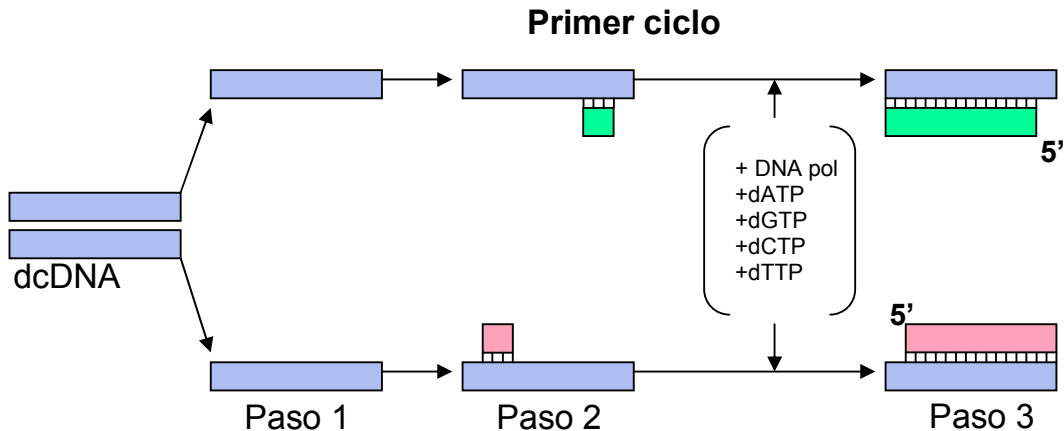 Primer ciclo
5'
+ DNA pol
+dATP
+dGTP
+dCTP
+dTTP
dcDNA
5'
Paso 1
Paso 2
Paso 3